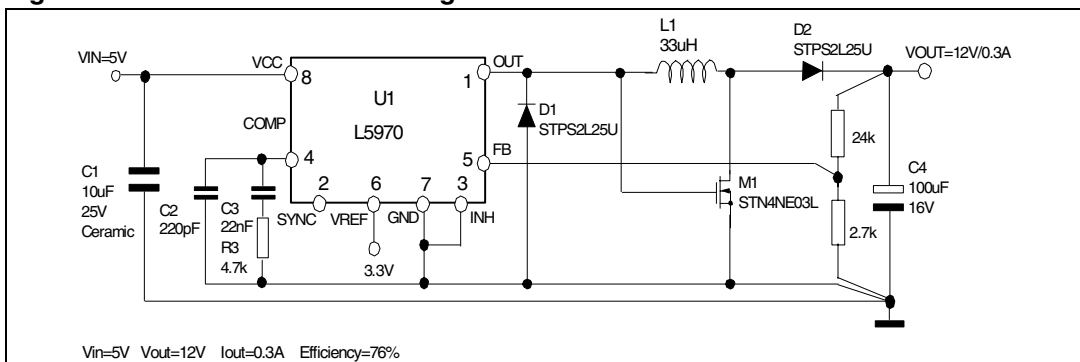 L1
33uH
D2
STPS2L25U
VIN=5V
VCC
8
OUT
1
VOUT=12V/0.3A
U1
L5970
D1
STPS2L25U
COMP
4
FB
5
24k
C1
10uF
25V
Ceramic
C2
220pF
C3
22nF
R3
4.7k
2
SYNC
6
VREF
7
GND
3
INH
3.3V
M1
STN4NE03L
C4
100uF
16V
2.7k
Vin=5V Vout=12V Iout=0.3A Efficiency=76%